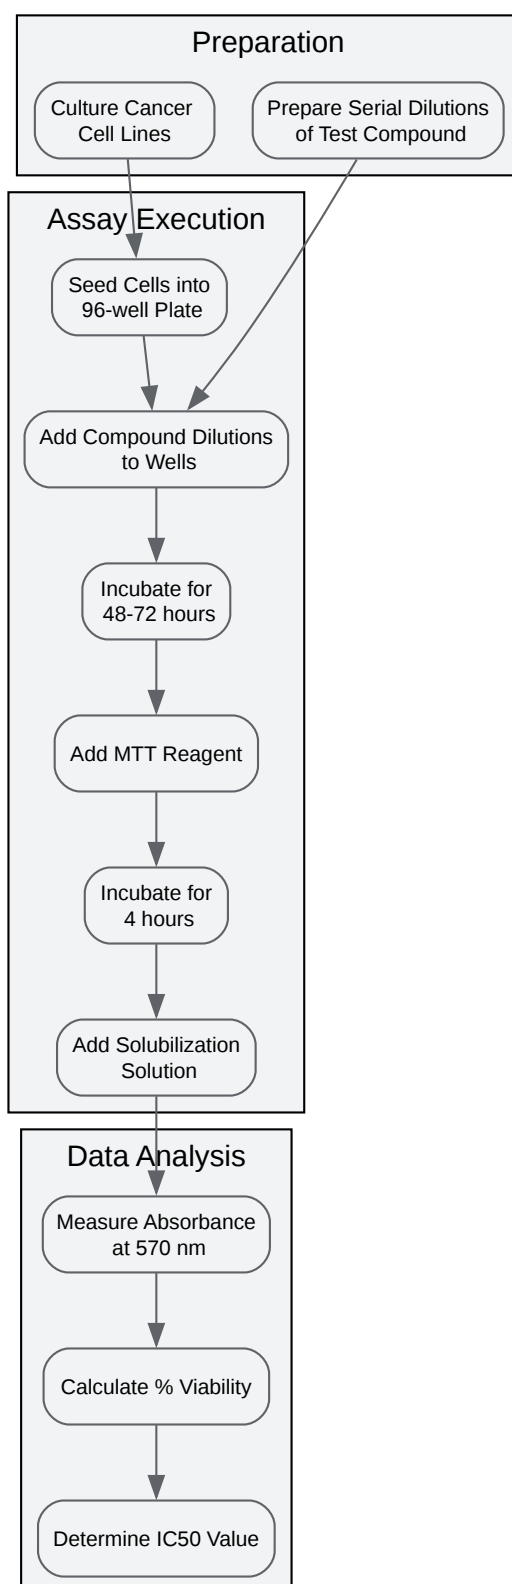 Preparation
Culture Cancer
Cell Lines
Prepare Serial Dilutions
of Test Compound
Assay Execution
Seed Cells into
96-well Plate
Add Compound Dilutions
to Wells
Incubate for
48-72 hours
Add MTT Reagent
Incubate for
4 hours
Add Solubilization
Solution
Data Analysis
Measure Absorbance
at 570 nm
Calculate % Viability
Determine IC50 Value